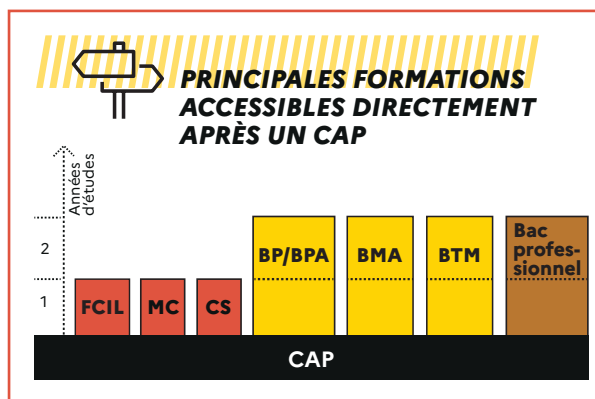 PRINCIPALES FORMATIONS
ACCESSIBLES DIRECTEMENT
APRÈS UN CAP
Années
d'études
2
1
FCIL
MC
CS
BP/BPA
BMA
BTM
Bac
profes-
sionnel
CAP